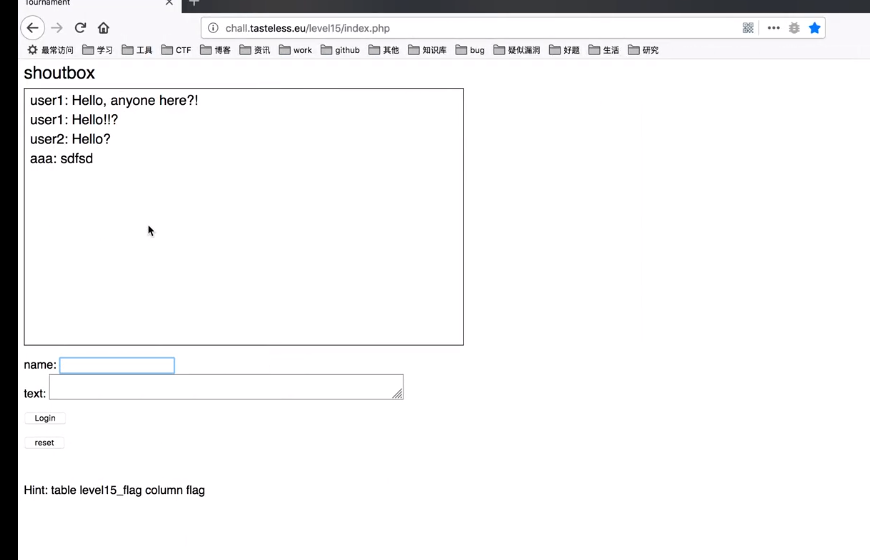 Tournament
chall.tasteless.eu/level15/index.php
最常访问 学习 工具 CTF 博客 资讯 work github 其他 知识库 bug 疑似漏洞 好题 生活 研究
shoutbox
user1: Hello, anyone here?!
user1: Hello!!?
user2: Hello?
aaa: sdfsd
name:
text:
Login
reset
Hint: table level15_flag column flag